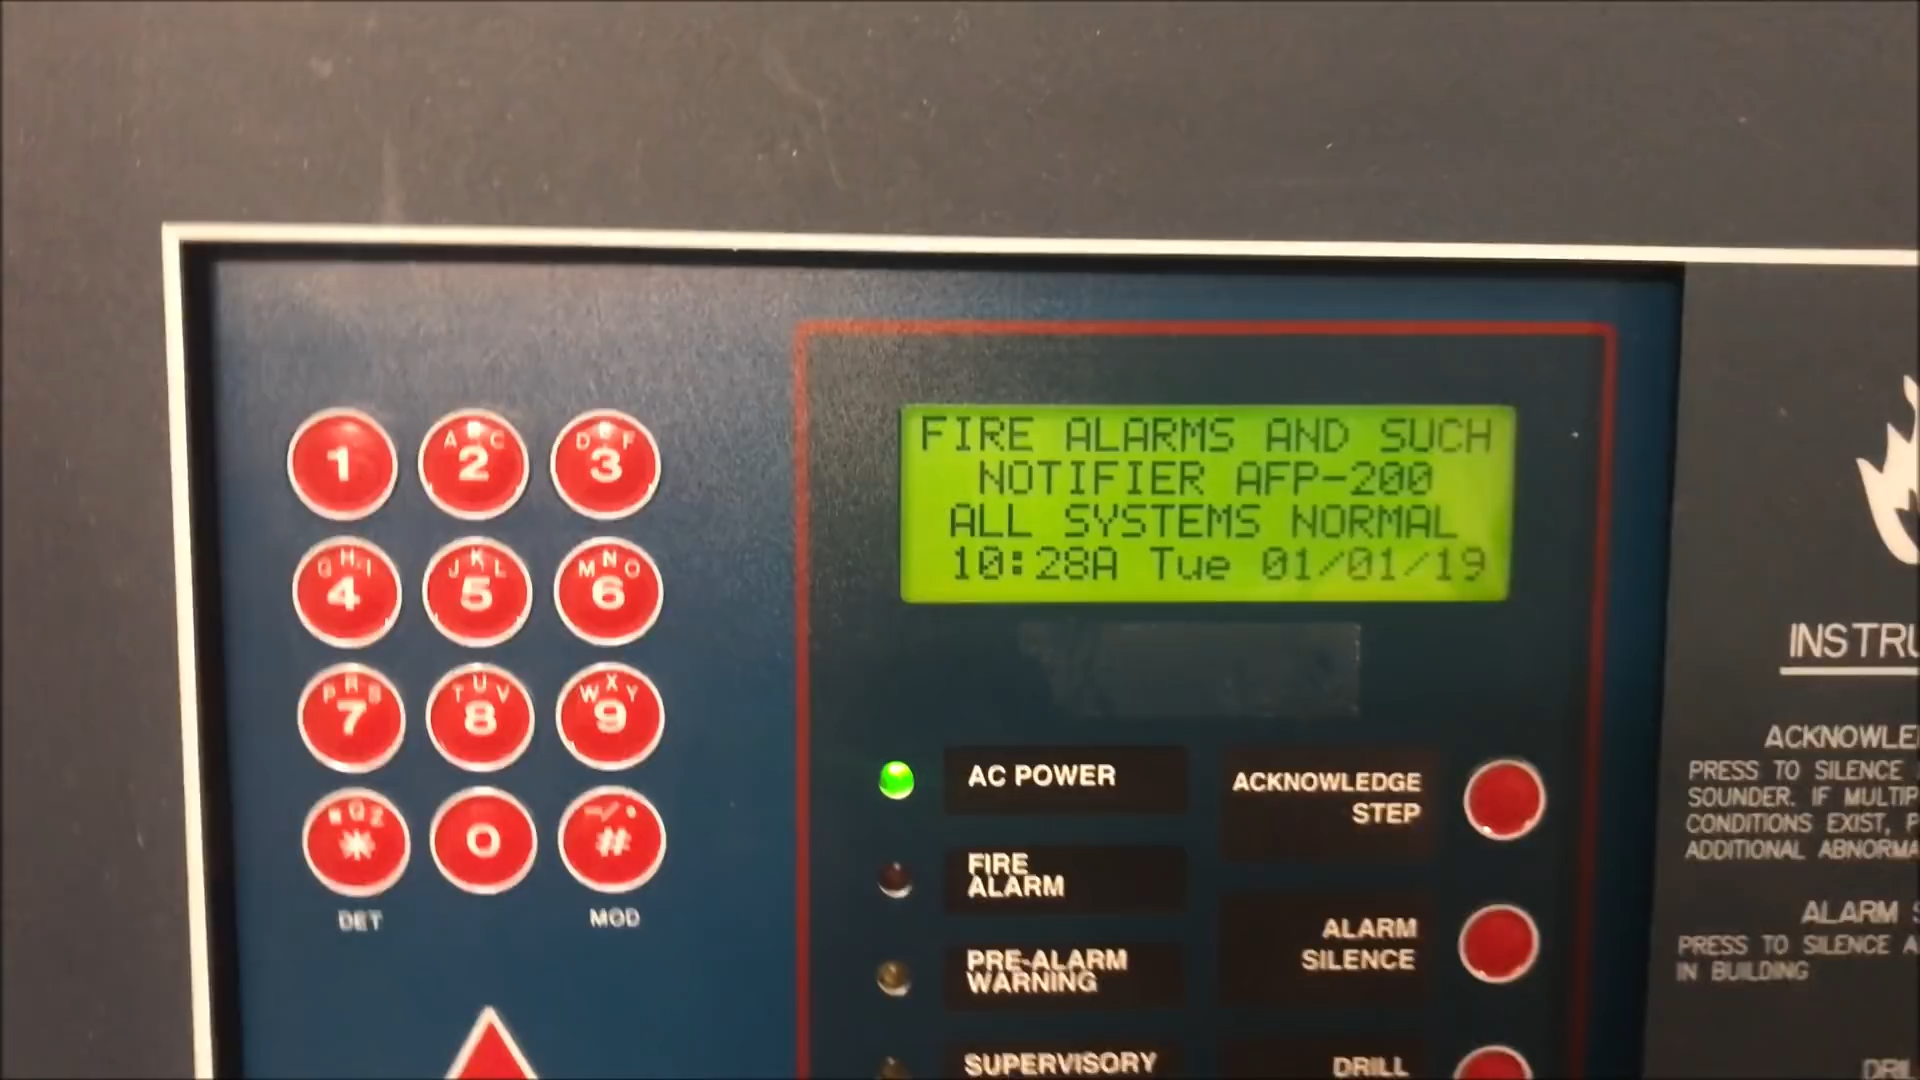 FIRE ALARMS AND SUCH
NOTIFIER AFP-200
ALL SYSTEMS NORMAL
10:28A Tue 01/01/19
1
ABC
2
DEF
3
GHI
4
JKL
5
MNO
6
PRS
7
TUV
8
WXY
9
QZ
*
0
-/•
#
DET
MOD
AC POWER
FIRE
ALARM
PRE-ALARM
WARNING
SUPERVISORY
ACKNOWLEDGE
STEP
ALARM
SILENCE
DRILL
INSTRU
ACKNOWLE
PRESS TO SILENCE
SOUNDER. IF MULTIP
CONDITIONS EXIST, P
ADDITIONAL ABNORMA
ALARM S
PRESS TO SILENCE A
IN BUILDING
DRIL